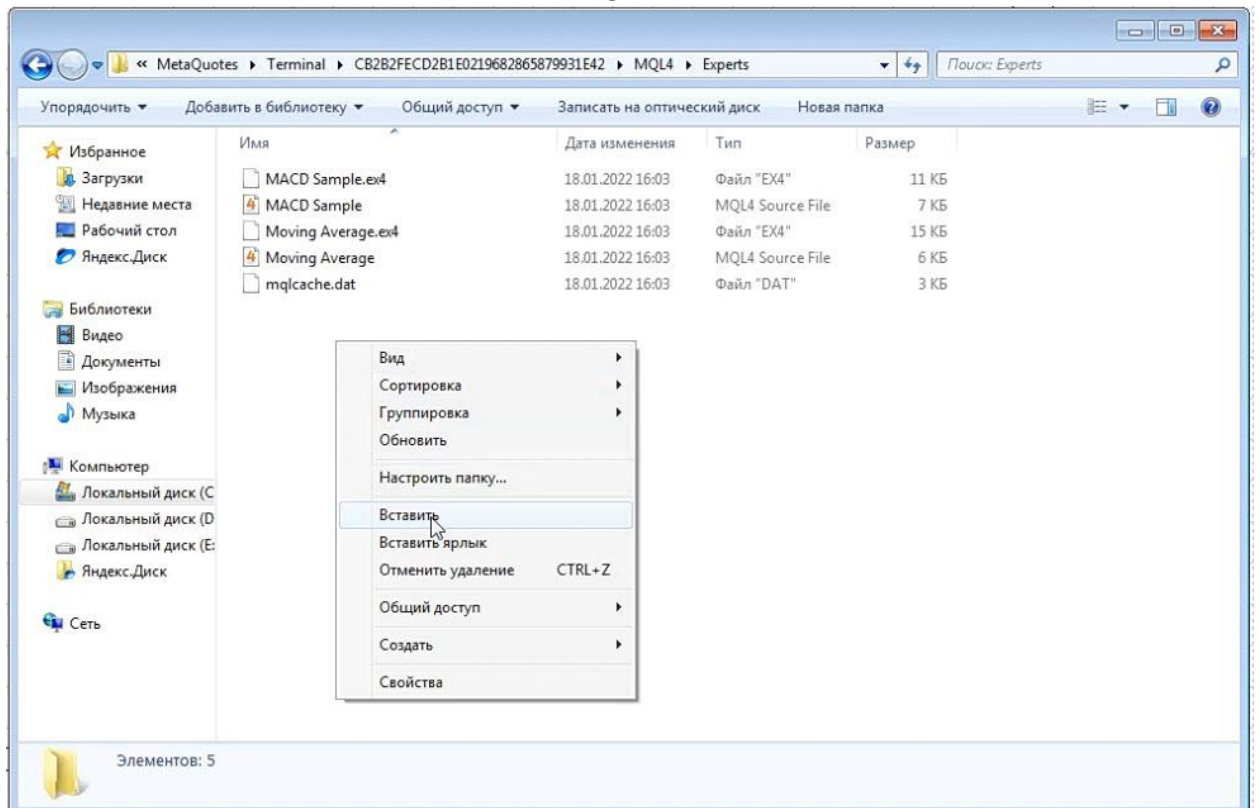 « MetaQuotes ▸ Terminal ▸ CB2B2FECD2B1E0219682865879931E42 ▸ MQL4 ▸ Experts
Поиск: Experts
Упорядочить Добавить в библиотеку Общий доступ Записать на оптический диск Новая папка
Имя Дата изменения Тип Размер
Избранное
Загрузки
Недавние места
Рабочий стол
Яндекс.Диск
Библиотеки
Видео
Документы
Изображения
Музыка
Компьютер
Локальный диск (C
Локальный диск (D
Локальный диск (E:
Яндекс.Диск
Сеть
MACD Sample.ex4 18.01.2022 16:03 Файл "EX4" 11 КБ
MACD Sample 18.01.2022 16:03 MQL4 Source File 7 КБ
Moving Average.ex4 18.01.2022 16:03 Файл "EX4" 15 КБ
Moving Average 18.01.2022 16:03 MQL4 Source File 6 КБ
mqlcache.dat 18.01.2022 16:03 Файл "DAT" 3 КБ
Вид
Сортировка
Группировка
Обновить
Настроить папку...
Вставить
Вставить ярлык
Отменить удаление CTRL+Z
Общий доступ
Создать
Свойства
Элементов: 5